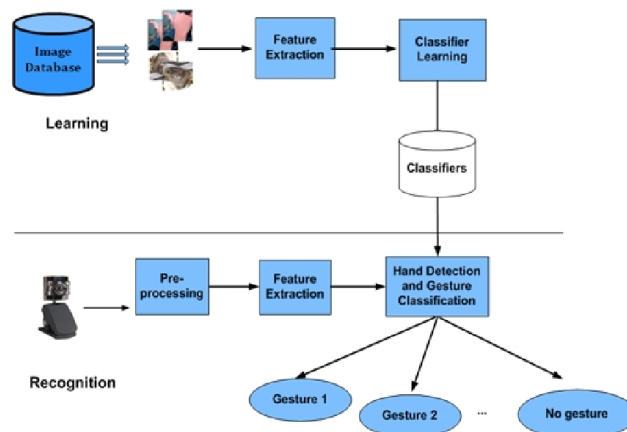 Image
Database
Feature
Extraction
Classifier
Learning
Learning
Classifiers
Pre-
processing
Feature
Extraction
Hand Detection
and Gesture
Classification
Recognition
Gesture 1
Gesture 2
...
No gesture